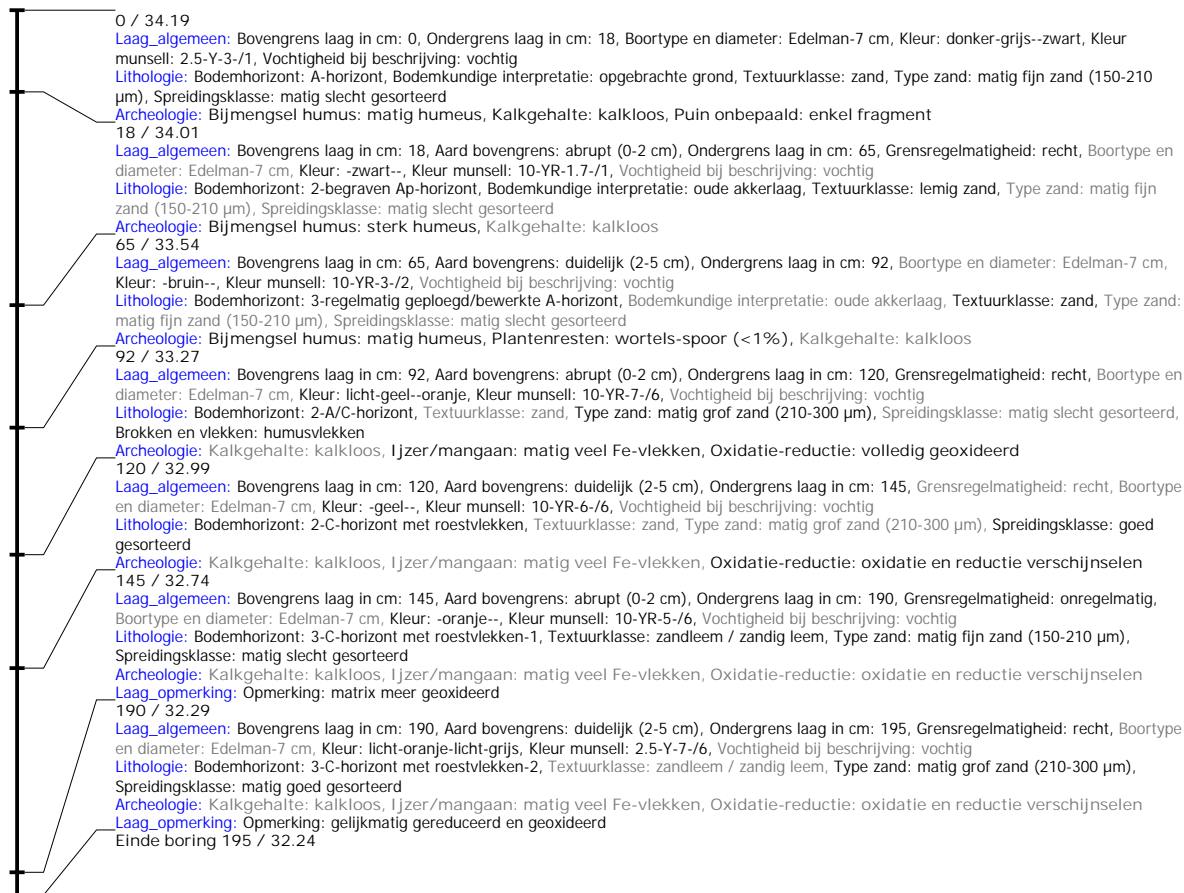 0 / 34.19
Laag_algemeen: Bovengrens laag in cm: 0, Ondergrens laag in cm: 18, Boortype en diameter: Edelman-7 cm, Kleur: donker-grijs--zwart, Kleur
munsell: 2.5-Y-3-/1, Vochtigheid bij beschrijving: vochtig
Lithologie: Bodemhorizont: A-horizont, Bodemkundige interpretatie: opgebrachte grond, Textuurklasse: zand, Type zand: matig fijn zand (150-210
µm), Spreidingsklasse: matig slecht gesorteerd
Archeologie: Bijmengsel humus: matig humeus, Kalkgehalte: kalkloos, Puin onbepaald: enkel fragment
18 / 34.01
Laag_algemeen: Bovengrens laag in cm: 18, Aard bovengrens: abrupt (0-2 cm), Ondergrens laag in cm: 65, Grensregelmatigheid: recht, Boortype en
diameter: Edelman-7 cm, Kleur: -zwart--, Kleur munsell: 10-YR-1.7-/1, Vochtigheid bij beschrijving: vochtig
Lithologie: Bodemhorizont: 2-begraven Ap-horizont, Bodemkundige interpretatie: oude akkerlaag, Textuurklasse: lemig zand, Type zand: matig fijn
zand (150-210 µm), Spreidingsklasse: matig slecht gesorteerd
Archeologie: Bijmengsel humus: sterk humeus, Kalkgehalte: kalkloos
65 / 33.54
Laag_algemeen: Bovengrens laag in cm: 65, Aard bovengrens: duidelijk (2-5 cm), Ondergrens laag in cm: 92, Boortype en diameter: Edelman-7 cm,
Kleur: -bruin--, Kleur munsell: 10-YR-3-/2, Vochtigheid bij beschrijving: vochtig
Lithologie: Bodemhorizont: 3-regelmatig geploegd/bewerkte A-horizont, Bodemkundige interpretatie: oude akkerlaag, Textuurklasse: zand, Type zand:
matig fijn zand (150-210 µm), Spreidingsklasse: matig slecht gesorteerd
Archeologie: Bijmengsel humus: matig humeus, Plantenresten: wortels-spoor (<1%), Kalkgehalte: kalkloos
92 / 33.27
Laag_algemeen: Bovengrens laag in cm: 92, Aard bovengrens: abrupt (0-2 cm), Ondergrens laag in cm: 120, Grensregelmatigheid: recht, Boortype en
diameter: Edelman-7 cm, Kleur: licht-geel--oranje, Kleur munsell: 10-YR-7-/6, Vochtigheid bij beschrijving: vochtig
Lithologie: Bodemhorizont: 2-A/C-horizont, Textuurklasse: zand, Type zand: matig grof zand (210-300 µm), Spreidingsklasse: matig slecht gesorteerd,
Brokken en vlekken: humusvlekken
Archeologie: Kalkgehalte: kalkloos, Ijzer/mangaan: matig veel Fe-vlekken, Oxidatie-reductie: volledig geoxideerd
120 / 32.99
Laag_algemeen: Bovengrens laag in cm: 120, Aard bovengrens: duidelijk (2-5 cm), Ondergrens laag in cm: 145, Grensregelmatigheid: recht, Boortype
en diameter: Edelman-7 cm, Kleur: -geel--, Kleur munsell: 10-YR-6-/6, Vochtigheid bij beschrijving: vochtig
Lithologie: Bodemhorizont: 2-C-horizont met roestvlekken, Textuurklasse: zand, Type zand: matig grof zand (210-300 µm), Spreidingsklasse: goed
gesorteerd
Archeologie: Kalkgehalte: kalkloos, Ijzer/mangaan: matig veel Fe-vlekken, Oxidatie-reductie: oxidatie en reductie verschijnselen
145 / 32.74
Laag_algemeen: Bovengrens laag in cm: 145, Aard bovengrens: abrupt (0-2 cm), Ondergrens laag in cm: 190, Grensregelmatigheid: onregelmatig,
Boortype en diameter: Edelman-7 cm, Kleur: -oranje--, Kleur munsell: 10-YR-5-/6, Vochtigheid bij beschrijving: vochtig
Lithologie: Bodemhorizont: 3-C-horizont met roestvlekken-1, Textuurklasse: zandleem / zandig leem, Type zand: matig fijn zand (150-210 µm),
Spreidingsklasse: matig slecht gesorteerd
Archeologie: Kalkgehalte: kalkloos, Ijzer/mangaan: matig veel Fe-vlekken, Oxidatie-reductie: oxidatie en reductie verschijnselen
Laag_opmerking: Opmerking: matrix meer geoxideerd
190 / 32.29
Laag_algemeen: Bovengrens laag in cm: 190, Aard bovengrens: duidelijk (2-5 cm), Ondergrens laag in cm: 195, Grensregelmatigheid: recht, Boortype
en diameter: Edelman-7 cm, Kleur: licht-oranje-licht-grijs, Kleur munsell: 2.5-Y-7-/6, Vochtigheid bij beschrijving: vochtig
Lithologie: Bodemhorizont: 3-C-horizont met roestvlekken-2, Textuurklasse: zandleem / zandig leem, Type zand: matig grof zand (210-300 µm),
Spreidingsklasse: matig goed gesorteerd
Archeologie: Kalkgehalte: kalkloos, Ijzer/mangaan: matig veel Fe-vlekken, Oxidatie-reductie: oxidatie en reductie verschijnselen
Laag_opmerking: Opmerking: gelijkmatig gereduceerd en geoxideerd
Einde boring 195 / 32.24